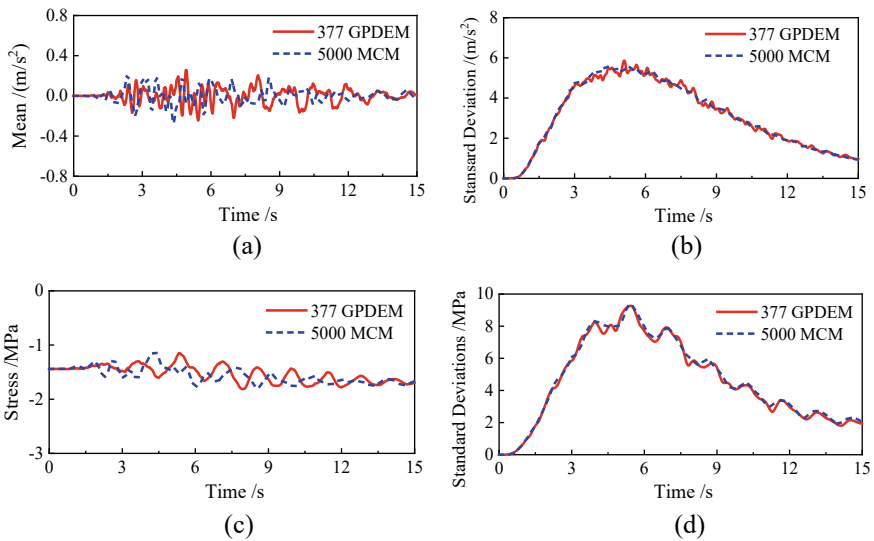 0.8
0.4
0.0
-0.4
-0.8
Mean /(m/s²)
377 GPDEM
5000 MCM
0 3 6 9 12 15
Time /s
(a)
8
6
4
2
0
Stansard Deviation /(m/s²)
377 GPDEM
5000 MCM
0 3 6 9 12 15
Time /s
(b)
0
-1
-2
-3
Stress /MPa
377 GPDEM
5000 MCM
0 3 6 9 12 15
Time /s
(c)
10
8
6
4
2
0
Standard Deviations /MPa
377 GPDEM
5000 MCM
0 3 6 9 12 15
Time /s
(d)